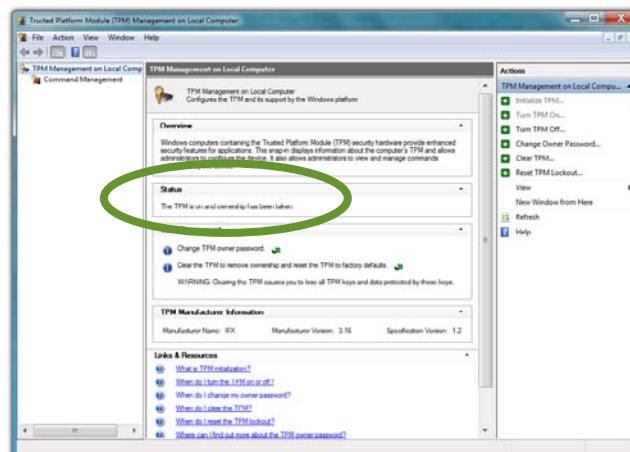 Trusted Platform Module (TPM) Management on Local Computer
File Action View Window Help
TPM Management on Local Comp
Command Management
TPM Management on Local Computer
TPM Management on Local Computer
Configures the TPM and its support by the Windows platform
Overview
Windows computers containing the Trusted Platform Module (TPM) security hardware provide enhanced
security features for applications. This snap-in displays information about the computer's TPM and allows
administrators to configure the device. It also allows administrators to view and manage commands
Status
The TPM is on and ownership has been taken.
Change TPM owner password.
Clear the TPM to remove ownership and reset the TPM to factory defaults.
WARNING: Clearing the TPM causes you to lose all TPM keys and data protected by those keys.
TPM Manufacturer Information
Manufacturer Name: IFX Manufacturer Version: 3.16 Specification Version: 1.2
Links & Resources
What is TPM initialization?
When do I turn the TPM on or off?
When do I change my owner password?
When do I clear the TPM?
When do I reset the TPM lockout?
Where can I find out more about the TPM owner password?
Actions
TPM Management on Local Compu...
Initialize TPM...
Turn TPM On...
Turn TPM Off...
Change Owner Password...
Clear TPM...
Reset TPM Lockout...
View
New Window from Here
Refresh
Help